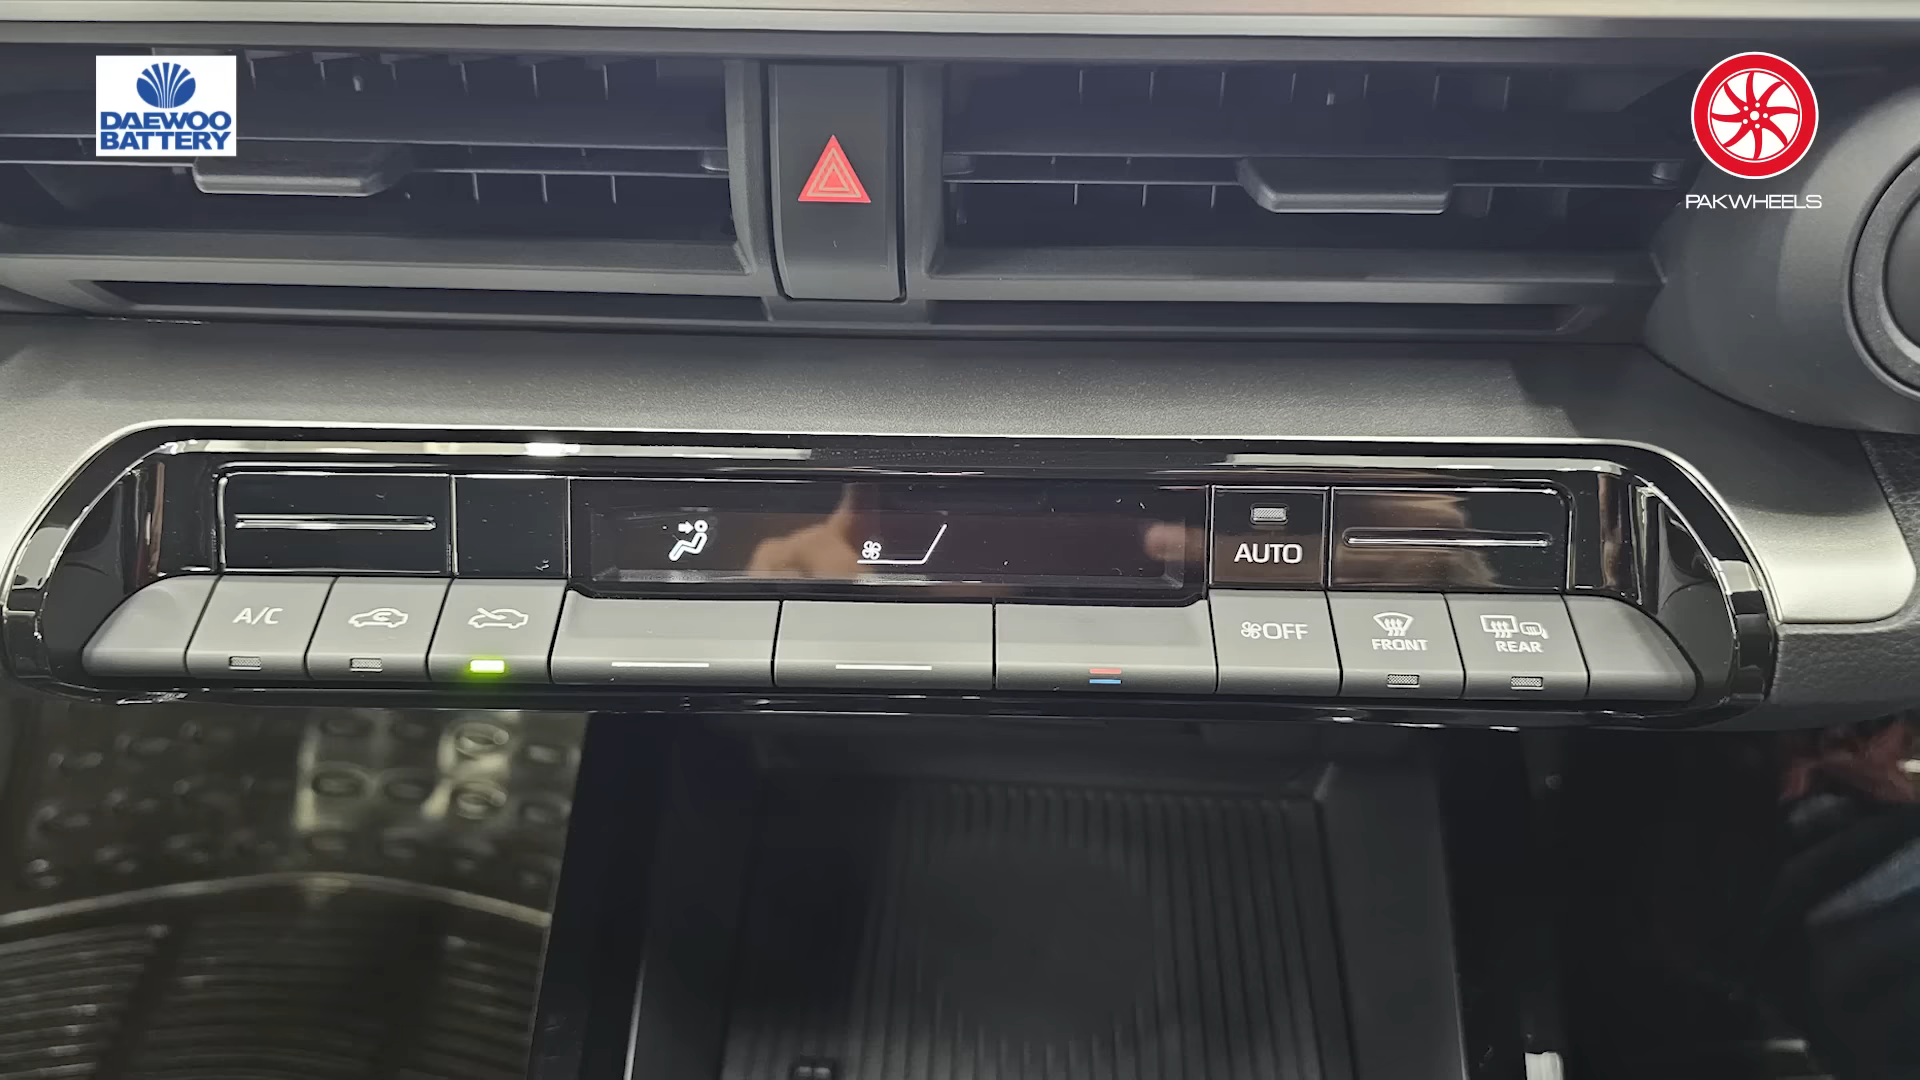 DAEWOO
BATTERY
PAKWHEELS
AUTO
A/C
OFF
FRONT
REAR